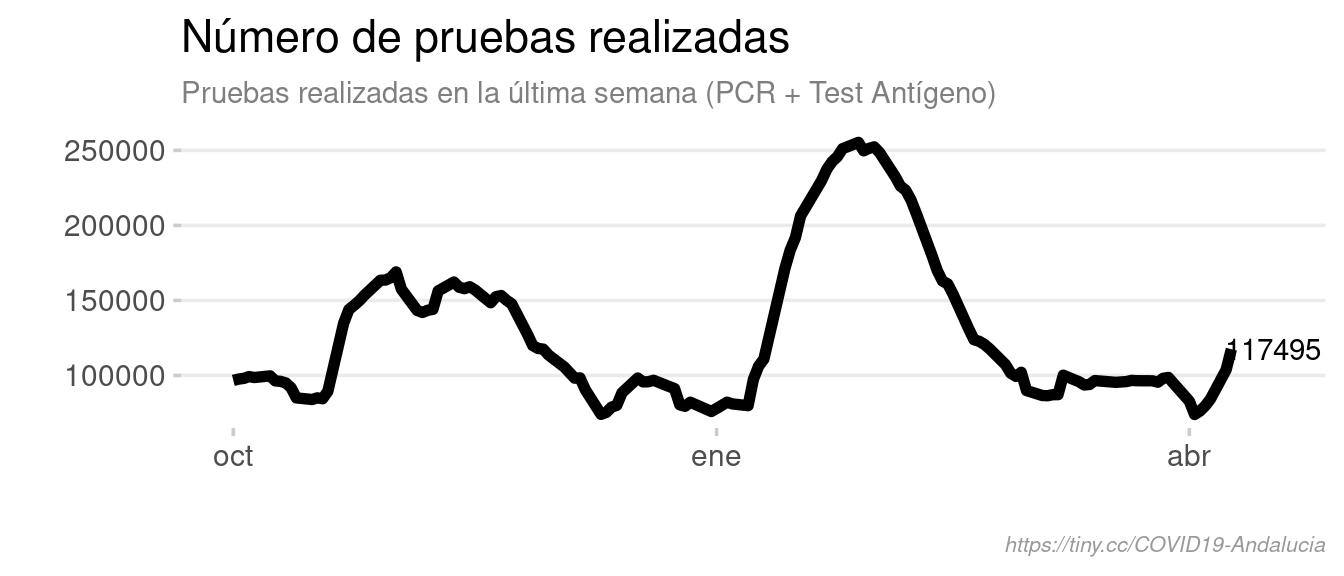 Número de pruebas realizadas
Pruebas realizadas en la última semana (PCR + Test Antígeno)
250000
200000
150000
100000
117495
oct ene abr
https://tiny.cc/COVID19-Andalucia